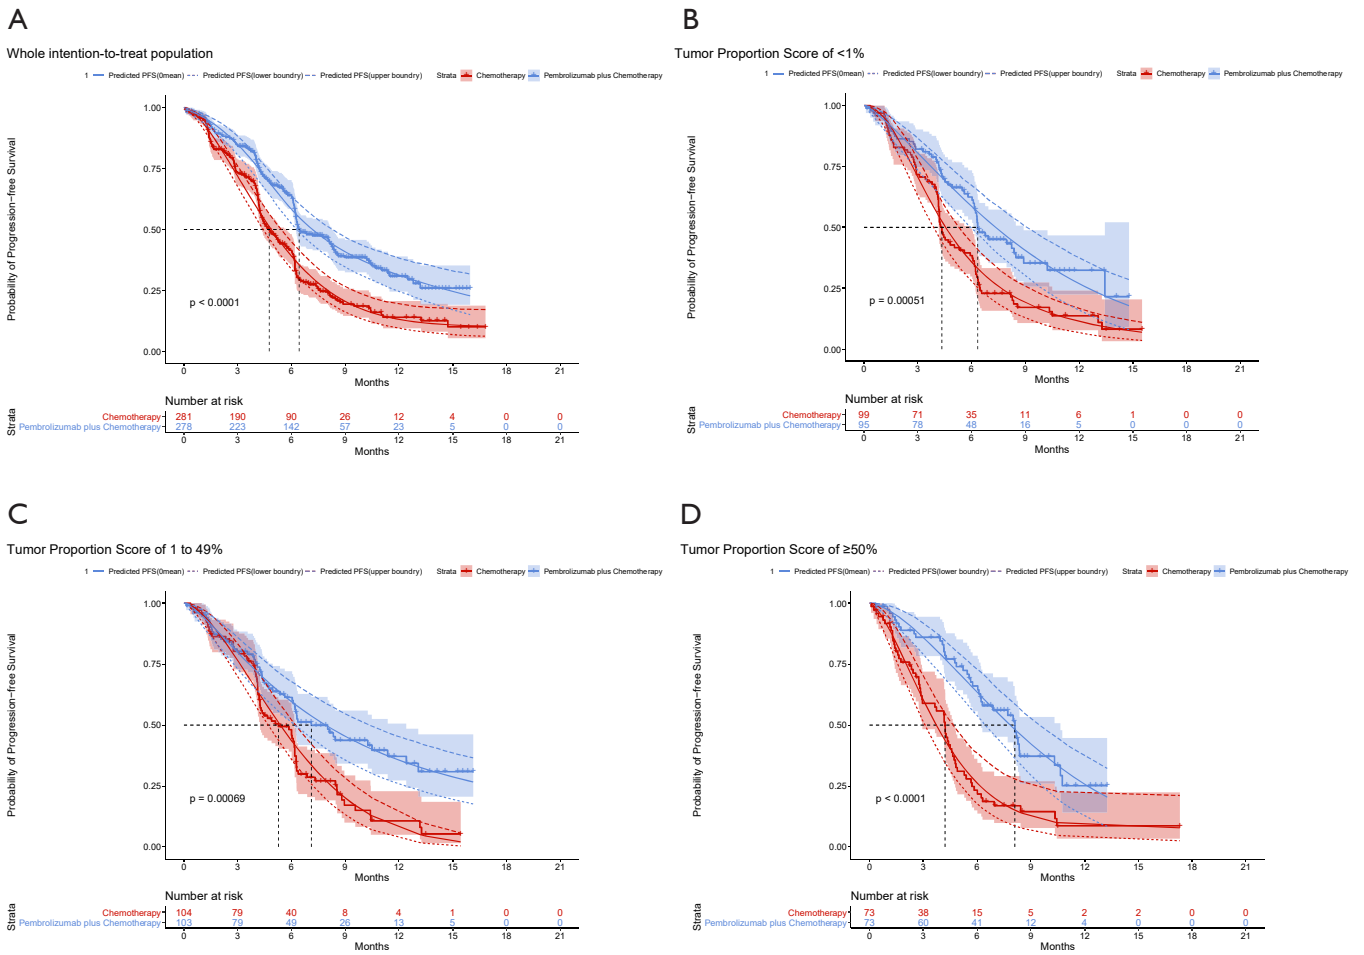 A
Whole intention-to-treat population
1 Predicted PFS(0mean) Predicted PFS(lower boundry) Predicted PFS(upper boundry) Strata Chemotherapy Pembrolizumab plus Chemotherapy
Probability of Progression-free Survival
1.00
0.75
0.50
0.25
0.00
p < 0.0001
0 3 6 9 12 15 18 21
Months
Number at risk
Strata
Chemotherapy 281 190 90 26 12 4 0 0
Pembrolizumab plus Chemotherapy 278 223 142 57 23 5 0 0
0 3 6 9 12 15 18 21
Months
B
Tumor Proportion Score of <1%
1 Predicted PFS(0mean) Predicted PFS(lower boundry) Predicted PFS(upper boundry) Strata Chemotherapy Pembrolizumab plus Chemotherapy
Probability of Progression-free Survival
1.00
0.75
0.50
0.25
0.00
p = 0.00051
0 3 6 9 12 15 18 21
Months
Number at risk
Strata
Chemotherapy 99 71 35 11 6 1 0 0
Pembrolizumab plus Chemotherapy 95 78 48 16 5 0 0 0
0 3 6 9 12 15 18 21
Months
C
Tumor Proportion Score of 1 to 49%
1 Predicted PFS(0mean) Predicted PFS(lower boundry) Predicted PFS(upper boundry) Strata Chemotherapy Pembrolizumab plus Chemotherapy
Probability of Progression-free Survival
1.00
0.75
0.50
0.25
0.00
p = 0.00069
0 3 6 9 12 15 18 21
Months
Number at risk
Strata
Chemotherapy 104 79 40 8 4 1 0 0
Pembrolizumab plus Chemotherapy 103 79 49 26 13 5 0 49
0 3 6 9 12 15 18 21
Months
D
Tumor Proportion Score of ≥50%
1 Predicted PFS(0mean) Predicted PFS(lower boundry) Predicted PFS(upper boundry) Strata Chemotherapy Pembrolizumab plus Chemotherapy
Probability of Progression-free Survival
1.00
0.75
0.50
0.25
0.00
p < 0.0001
0 3 6 9 12 15 18 21
Months
Number at risk
Strata
Chemotherapy 73 38 15 5 2 2 0 0
Pembrolizumab plus Chemotherapy 73 60 41 12 4 0 0 0
0 3 6 9 12 15 18 21
Months